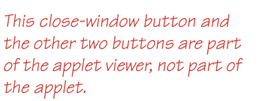 This close-window button and
the other two buttons are part
of the applet viewer, not part of
the applet.